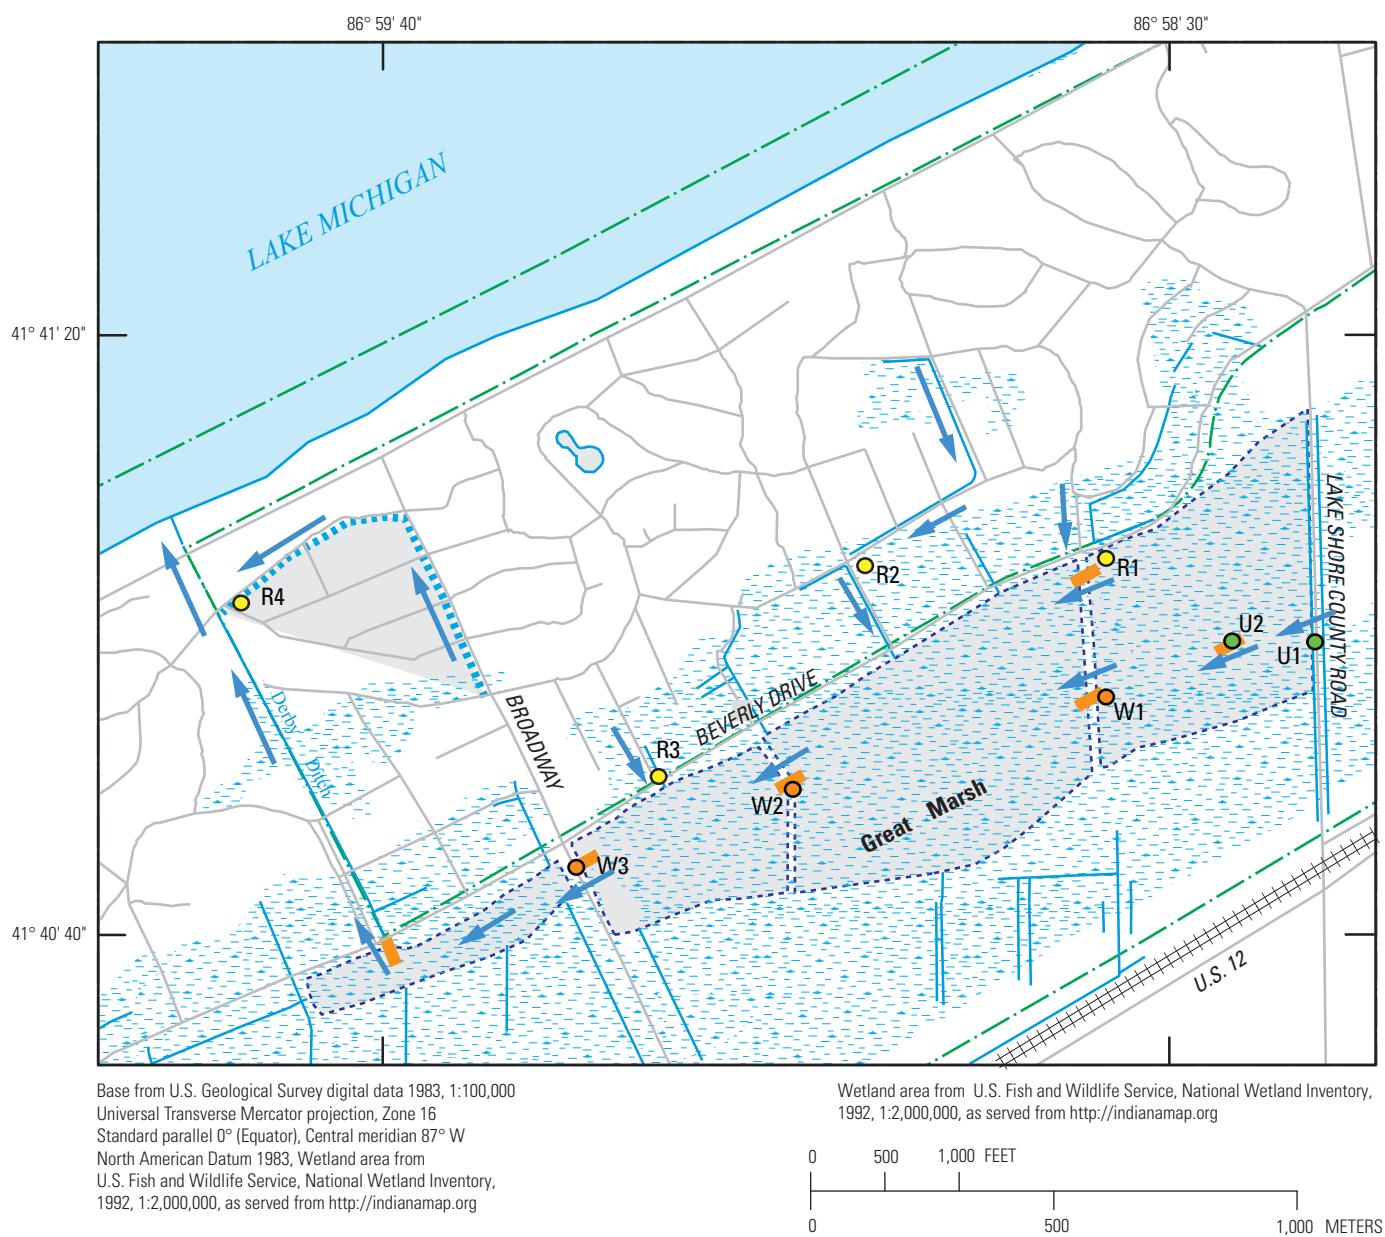 86° 59' 40"
86° 58' 30"
LAKE MICHIGAN
41° 41' 20"
LAKE SHORE COUNTY ROAD
R2
R1
R4
U2
U1
Derby
Ditch
BROADWAY
BEVERLY DRIVE
W1
R3
W2
Great Marsh
W3
41° 40' 40"
U.S. 12
Base from U.S. Geological Survey digital data 1983, 1:100,000
Universal Transverse Mercator projection, Zone 16
Standard parallel 0° (Equator), Central meridian 87° W
North American Datum 1983, Wetland area from
U.S. Fish and Wildlife Service, National Wetland Inventory,
1992, 1:2,000,000, as served from http://indianamap.org
Wetland area from U.S. Fish and Wildlife Service, National Wetland Inventory,
1992, 1:2,000,000, as served from http://indianamap.org
0 500 1,000 FEET
0 500 1,000 METERS